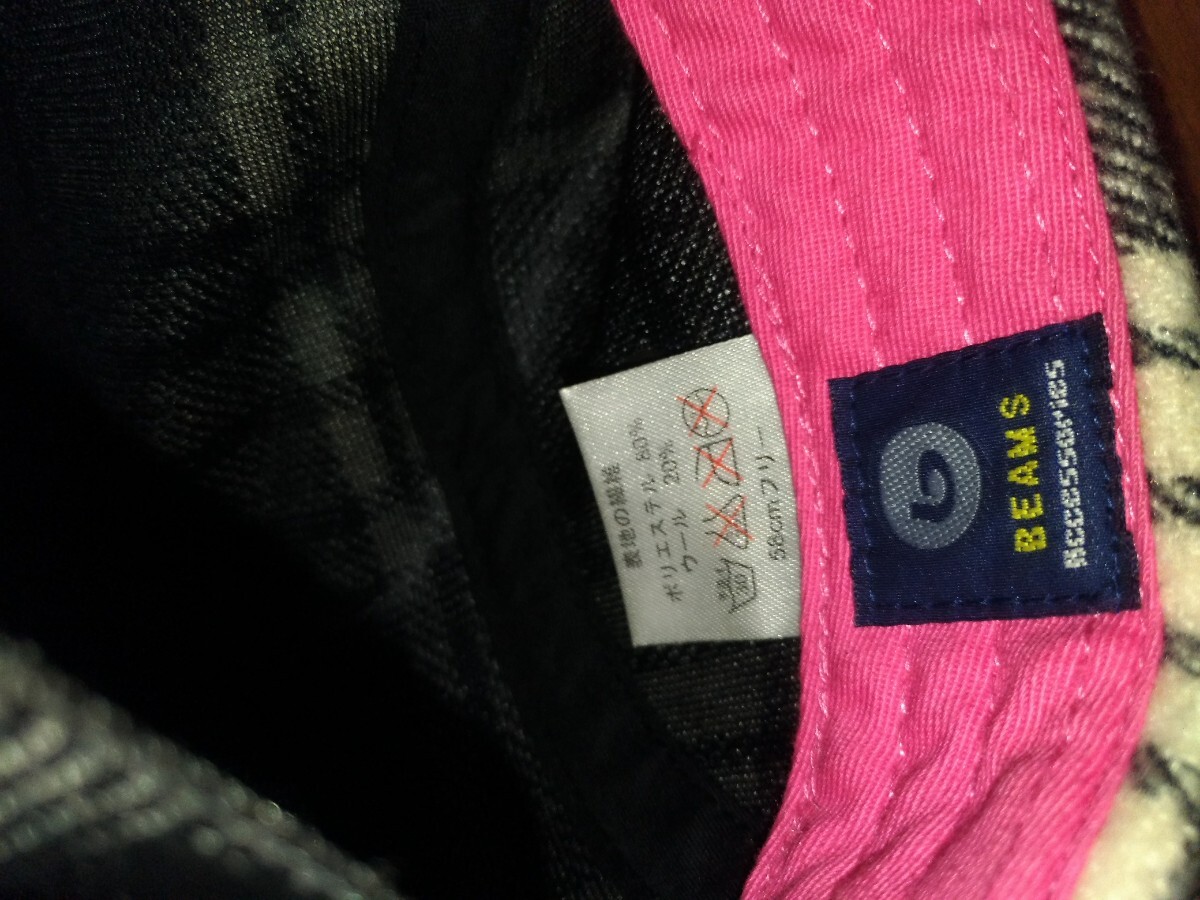 BEAMS
accessories
58cmフリー
表地の組織
ポリエステル 80%
ウール 20%